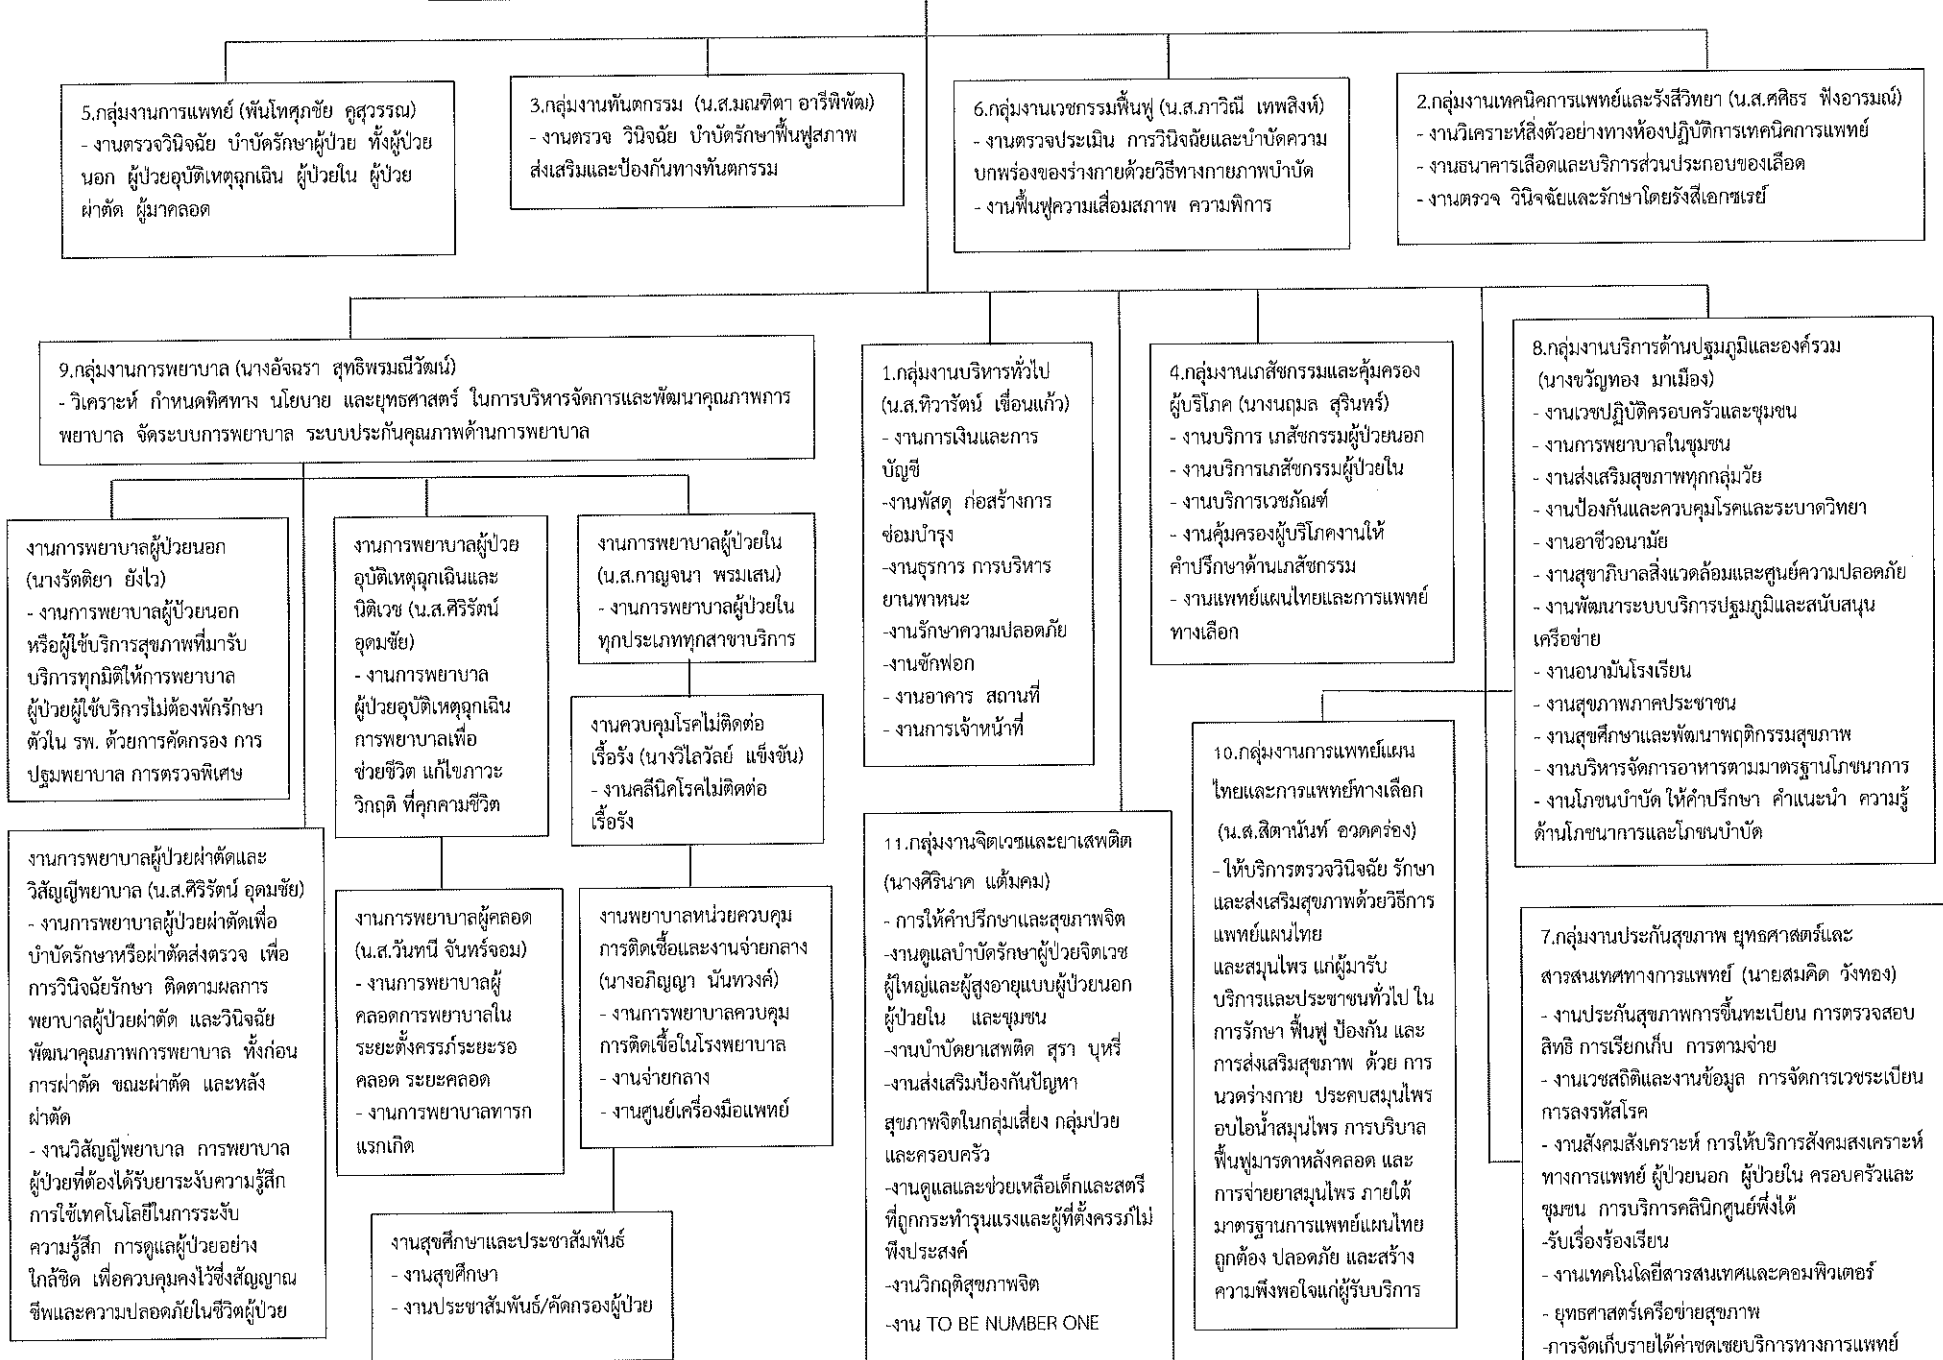 5.กลุ่มงานการแพทย์ (พันโทศุภชัย คูสุวรรณ)
- งานตรวจวินิจฉัย บำบัดรักษาผู้ป่วย ทั้งผู้ป่วย
นอก ผู้ป่วยอุบัติเหตุฉุกเฉิน ผู้ป่วยใน ผู้ป่วย
ผ่าตัด ผู้มาคลอด
3.กลุ่มงานทันตกรรม (น.ส.มณฑิตา อารีพิพัฒ)
- งานตรวจ วินิจฉัย บำบัดรักษาฟื้นฟูสภาพ
ส่งเสริมและป้องกันทางทันตกรรม
6.กลุ่มงานเวชกรรมฟื้นฟู (น.ส.ภาวิณี เทพสิงห์)
- งานตรวจประเมิน การวินิจฉัยและบำบัดความ
บกพร่องของร่างกายด้วยวิธีทางกายภาพบำบัด
- งานฟื้นฟูความเสื่อมสภาพ ความพิการ
2.กลุ่มงานเทคนิคการแพทย์และรังสีวิทยา (น.ส.ศศิธร ฟังอารมณ์)
- งานวิเคราะห์สิ่งตัวอย่างทางห้องปฏิบัติการเทคนิคการแพทย์
- งานธนาคารเลือดและบริการส่วนประกอบของเลือด
- งานตรวจ วินิจฉัยและรักษาโดยรังสีเอกซเรย์
9.กลุ่มงานการพยาบาล (นางอัจฉรา สุทธิพรมณีวัฒน์)
- วิเคราะห์ กำหนดทิศทาง นโยบาย และยุทธศาสตร์ ในการบริหารจัดการและพัฒนาคุณภาพการ
พยาบาล จัดระบบการพยาบาล ระบบประกันคุณภาพด้านการพยาบาล
1.กลุ่มงานบริหารทั่วไป
(น.ส.ทิวารัตน์ เขื่อนแก้ว)
- งานการเงินและการ
บัญชี
-งานพัสดุ ก่อสร้างการ
ซ่อมบำรุง
-งานธุรการ การบริหาร
ยานพาหนะ
-งานรักษาความปลอดภัย
-งานซักฟอก
- งานอาคาร สถานที่
- งานการเจ้าหน้าที่
4.กลุ่มงานเภสัชกรรมและคุ้มครอง
ผู้บริโภค (นางนฤมล สุรินทร์)
- งานบริการ เภสัชกรรมผู้ป่วยนอก
- งานบริการเภสัชกรรมผู้ป่วยใน
- งานบริการเวชภัณฑ์
- งานคุ้มครองผู้บริโภคงานให้
คำปรึกษาด้านเภสัชกรรม
- งานแพทย์แผนไทยและการแพทย์
ทางเลือก
8.กลุ่มงานบริการด้านปฐมภูมิและองค์รวม
(นางขวัญทอง มาเมือง)
- งานเวชปฏิบัติครอบครัวและชุมชน
- งานการพยาบาลในชุมชน
- งานส่งเสริมสุขภาพทุกกลุ่มวัย
- งานป้องกันและควบคุมโรคและระบาดวิทยา
- งานอาชีวอนามัย
- งานสุขาภิบาลสิ่งแวดล้อมและศูนย์ความปลอดภัย
- งานพัฒนาระบบบริการปฐมภูมิและสนับสนุน
เครือข่าย
- งานอนามันโรงเรียน
- งานสุขภาพภาคประชาชน
- งานสุขศึกษาและพัฒนาพฤติกรรมสุขภาพ
- งานบริหารจัดการอาหารตามมาตรฐานโภชนาการ
- งานโภชนบำบัด ให้คำปรึกษา คำแนะนำ ความรู้
ด้านโภชนาการและโภชนบำบัด
งานการพยาบาลผู้ป่วยนอก
(นางรัตติยา ยังไว)
- งานการพยาบาลผู้ป้วยนอก
หรือผู้ใช้บริการสุขภาพที่มารับ
บริการทุกมิติให้การพยาบาล
ผู้ป่วยผู้ใช้บริการไม่ต้องพักรักษา
ตัวใน รพ. ด้วยการคัดกรอง การ
ปฐมพยาบาล การตรวจพิเศษ
งานการพยาบาลผู้ป่วย
อุบัติเหตุฉุกเฉินและ
นิติเวช (น.ส.ศิริรัตน์
อุดมชัย)
- งานการพยาบาล
ผู้ป่วยอุบัติเหตุฉุกเฉิน
การพยาบาลเพื่อ
ช่วยชีวิต แก้ไขภาวะ
วิกฤติ ที่คุกคามชีวิต
งานการพยาบาลผู้ป่วยใน
(น.ส.กาญจนา พรมเสน)
- งานการพยาบาลผู้ป่วยใน
ทุกประเภททุกสาขาบริการ
งานควบคุมโรคไม่ติดต่อ
เรื้อรัง (นางวิไลวัลย์ แข็งขัน)
- งานคลีนิคโรคไม่ติดต่อ
เรื้อรัง
งานการพยาบาลผู้ป่วยผ่าตัดและ
วิสัญญีพยาบาล (น.ส.ศิริรัตน์ อุดมชัย)
- งานการพยาบาลผู้ป่วยผ่าตัดเพื่อ
บำบัดรักษาหรือผ่าตัดส่งตรวจ เพื่อ
การวินิจฉัยรักษา ติดตามผลการ
พยาบาลผู้ป่วยผ่าตัด และวินิจฉัย
พัฒนาคุณภาพการพยาบาล ทั้งก่อน
การผ่าตัด ขณะผ่าตัด และหลัง
ผ่าตัด
- งานวิสัญญีพยาบาล การพยาบาล
ผู้ป่วยที่ต้องได้รับยาระงับความรู้สึก
การใช้เทคโนโลยีในการระงับ
ความรู้สึก การดูแลผู้ป่วยอย่าง
ใกล้ชิด เพื่อควบคุมคงไว้ซึ่งสัญญาณ
ชีพและความปลอดภัยในชีวิตผู้ป่วย
งานการพยาบาลผู้คลอด
(น.ส.วันทนี จันทร์จอม)
- งานการพยาบาลผู้
คลอดการพยาบาลใน
ระยะตั้งครรภ์ระยะรอ
คลอด ระยะคลอด
- งานการพยาบาลทารก
แรกเกิด
งานพยาบาลหน่วยควบคุม
การติดเชื้อและงานจ่ายกลาง
(นางอภิญญา นันทวงค์)
- งานการพยาบาลควบคุม
การติดเชื้อในโรงพยาบาล
- งานจ่ายกลาง
- งานศูนย์เครื่องมือแพทย์
งานสุขศึกษาและประชาสัมพันธ์
- งานสุขศึกษา
- งานประชาสัมพันธ์/คัดกรองผู้ป่วย
11.กลุ่มงานจิตเวชและยาเสพติด
(นางศิรินาค แต้มคม)
- การให้คำปรึกษาและสุขภาพจิต
-งานดูแลบำบัดรักษาผู้ป่วยจิตเวช
ผู้ใหญ่และผู้สูงอายุแบบผู้ป่วยนอก
ผู้ป่วยใน และชุมชน
-งานบำบัดยาเสพติด สุรา บุหรี่
-งานส่งเสริมป้องกันปัญหา
สุขภาพจิตในกลุ่มเสี่ยง กลุ่มป่วย
และครอบครัว
-งานดูแลและช่วยเหลือเด็กและสตรี
ที่ถูกกระทำรุนแรงและผู้ที่ตั้งครรภ์ไม่
พึงประสงค์
-งานวิกฤติสุขภาพจิต
-งาน TO BE NUMBER ONE
10.กลุ่มงานการแพทย์แผน
ไทยและการแพทย์ทางเลือก
(น.ส.สิตานันท์ อวดคร่อง)
- ให้บริการตรวจวินิจฉัย รักษา
และส่งเสริมสุขภาพด้วยวิธีการ
แพทย์แผนไทย
และสมุนไพร แก่ผู้มารับ
บริการและประชาชนทั่วไป ใน
การรักษา ฟื้นฟู ป้องกัน และ
การส่งเสริมสุขภาพ ด้วย การ
นวดร่างกาย ประคบสมุนไพร
อบไอน้ำสมุนไพร การบริบาล
ฟื้นฟูมารดาหลังคลอด และ
การจ่ายยาสมุนไพร ภายใต้
มาตรฐานการแพทย์แผนไทย
ถูกต้อง ปลอดภัย และสร้าง
ความพึงพอใจแก่ผู้รับบริการ
7.กลุ่มงานประกันสุขภาพ ยุทธศาสตร์และ
สารสนเทศทางการแพทย์ (นายสมคิด วังทอง)
- งานประกันสุขภาพการขึ้นทะเบียน การตรวจสอบ
สิทธิ การเรียกเก็บ การตามจ่าย
- งานเวชสถิติและงานข้อมูล การจัดการเวชระเบียน
การลงรหัสโรค
- งานสังคมสังเคราะห์ การให้บริการสังคมสงเคราะห์
ทางการแพทย์ ผู้ป่วยนอก ผู้ป่วยใน ครอบครัวและ
ชุมชน การบริการคลินิกศูนย์พึ่งได้
-รับเรื่องร้องเรียน
- งานเทคโนโลยีสารสนเทศและคอมพิวเตอร์
- ยุทธศาสตร์เครือข่ายสุขภาพ
-การจัดเก็บรายได้ค่าชดเชยบริการทางการแพทย์